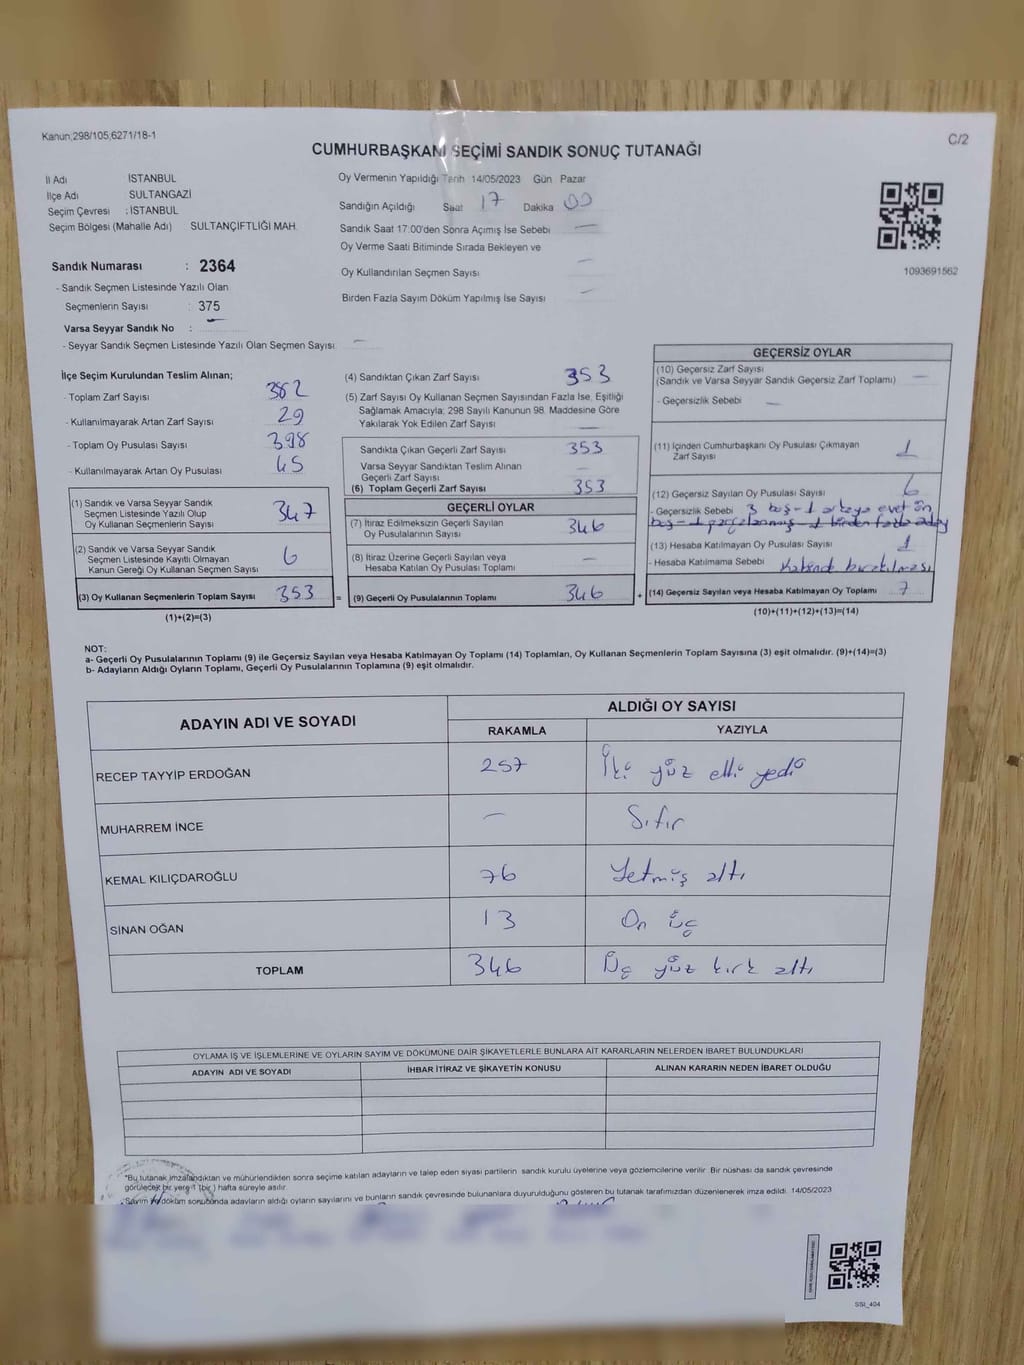 Kanun;298/105,6271/18-1
C/2
CUMHURBAŞKANI SEÇİMİ SANDIK SONUÇ TUTANAĞI
İl Adı İSTANBUL
İlçe Adı SULTANGAZİ
Seçim Çevresi : İSTANBUL
Seçim Bölgesi (Mahalle Adı) SULTANÇİFTLİĞİ MAH.
Sandık Numarası : 2364
- Sandık Seçmen Listesinde Yazılı Olan
Seçmenlerin Sayısı : 375
Varsa Seyyar Sandık No : —
- Seyyar Sandık Seçmen Listesinde Yazılı Olan Seçmen Sayısı —
Oy Vermenin Yapıldığı Tarih 14/05/2023 Gün Pazar
Sandığın Açıldığı Saat 17 Dakika 00
Sandık Saat 17:00'den Sonra Açımış İse Sebebi —
Oy Verme Saati Bitiminde Sırada Bekleyen ve
Oy Kullandırılan Seçmen Sayısı —
Birden Fazla Sayım Döküm Yapılmış İse Sayısı —
1093691562
İlçe Seçim Kurulundan Teslim Alınan;
- Toplam Zarf Sayısı 382
- Kullanılmayarak Artan Zarf Sayısı 29
- Toplam Oy Pusulası Sayısı 398
- Kullanılmayarak Artan Oy Pusulası 45
(1) Sandık ve Varsa Seyyar Sandık
Seçmen Listesinde Yazılı Olup
Oy Kullanan Seçmenlerin Sayısı 347
(2) Sandık ve Varsa Seyyar Sandık
Seçmen Listesinde Kayıtlı Olmayan
Kanun Gereği Oy Kullanan Seçmen Sayısı 6
(3) Oy Kullanan Seçmenlerin Toplam Sayısı 353 =
(1)+(2)=(3)
(4) Sandıktan Çıkan Zarf Sayısı 353
(5) Zarf Sayısı Oy Kullanan Seçmen Sayısından Fazla İse, Eşitliği
Sağlamak Amacıyla; 298 Sayılı Kanunun 98. Maddesine Göre
Yakılarak Yok Edilen Zarf Sayısı —
Sandıkta Çıkan Geçerli Zarf Sayısı 353
Varsa Seyyar Sandıktan Teslim Alınan
Geçerli Zarf Sayısı —
(6) Toplam Geçerli Zarf Sayısı 353
GEÇERLİ OYLAR
(7) İtiraz Edilmeksizin Geçerli Sayılan
Oy Pusulalarının Sayısı 346
(8) İtiraz Üzerine Geçerli Sayılan veya
Hesaba Katılan Oy Pusulası Toplamı —
(9) Geçerli Oy Pusulalarının Toplamı 346 +
GEÇERSİZ OYLAR
(10) Geçersiz Zarf Sayısı
(Sandık ve Varsa Seyyar Sandık Geçersiz Zarf Toplamı) —
- Geçersizlik Sebebi —
(11) İçinden Cumhurbaşkanı Oy Pusulası Çıkmayan
Zarf Sayısı 1
(12) Geçersiz Sayılan Oy Pusulası Sayısı 6
- Geçersizlik Sebebi 3 boş-1 arkaya evet ön
boş-1 parçalanmış-1 birden fazla aday
(13) Hesaba Katılmayan Oy Pusulası Sayısı 1
- Hesaba Katılmama Sebebi Kabinde bırakılması
(14) Geçersiz Sayılan veya Hesaba Katılmayan Oy Toplamı 7
(10)+(11)+(12)+(13)=(14)
NOT:
a- Geçerli Oy Pusulalarının Toplamı (9) ile Geçersiz Sayılan veya Hesaba Katılmayan Oy Toplamı (14) Toplamları, Oy Kullanan Seçmenlerin Toplam Sayısına (3) eşit olmalıdır. (9)+(14)=(3)
b- Adayların Aldığı Oyların Toplamı, Geçerli Oy Pusulalarının Toplamına (9) eşit olmalıdır.
ADAYIN ADI VE SOYADI ALDIĞI OY SAYISI
RAKAMLA YAZIYLA
RECEP TAYYİP ERDOĞAN 257 İki yüz elli yedi
MUHARREM İNCE — Sıfır
KEMAL KILIÇDAROĞLU 76 Yetmiş altı
SİNAN OĞAN 13 On üç
TOPLAM 346 Üç yüz kırk altı
OYLAMA İŞ VE İŞLEMLERİNE VE OYLARIN SAYIM VE DÖKÜMÜNE DAİR ŞİKAYETLERLE BUNLARA AİT KARARLARIN NELERDEN İBARET BULUNDUKLARI
ADAYIN ADI VE SOYADI İHBAR İTİRAZ VE ŞİKAYETİN KONUSU ALINAN KARARIN NEDEN İBARET OLDUĞU
*Bu tutanak imzalandıktan ve mühürlendikten sonra seçime katılan adayların ve talep eden siyasi partilerin sandık kurulu üyelerine veya gözlemcilerine verilir. Bir nüshası da sandık çevresinde
görülecek bir yere 1 (bir) hafta süreyle asılır.
Sayım ve döküm sonucunda adayların aldığı oyların sayılarını ve bunların sandık çevresinde bulunanlara duyurulduğunu gösteren bu tutanak tarafımızdan düzenlenerek imza edildi. 14/05/2023
SSI_404